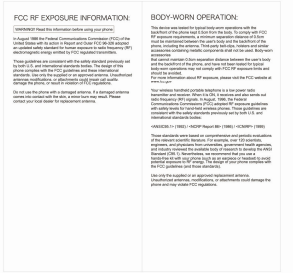 FCC RF EXPOSURE INFORMATION:
WARNING! Read this information before using your phone
In August 1996 the Federal Communications Commission (FCC) of the
United States with its action in Report and Order FCC 96-326 adopted
an updated safety standard for human exposure to radio frequency (RF)
electromagnetic energy emitted by FCC regulated transmitters.
Those guidelines are consistent with the safety standard previously set
by both U.S. and international standards bodies. The design of this
phone complies with the FCC guidelines and these international
standards. Use only the supplied or an approved antenna. Unauthorized
antennas, modifications, or attachments could impair call quality,
damage the phone, or result in violation of FCC regulations.
Do not use the phone with a damaged antenna. If a damaged antenna
comes into contact with the skin, a minor burn may result. Please
contact your local dealer for replacement antenna.
BODY-WORN OPERATION:
This device was tested for typical body-worn operations with the
back/front of the phone kept 0.5cm from the body. To comply with FCC
RF exposure requirements, a minimum separation distance of 0.5cm
must be maintained between the user's body and the back/front of the
phone, including the antenna. Third-party belt-clips, holsters and similar
accessories containing metallic components shall not be used. Body-worn
accessories
that cannot maintain 0.5cm separation distance between the user's body
and the back/front of the phone, and have not been tested for typical
body-worn operations may not comply with FCC RF exposure limits and
should be avoided.
For more information about RF exposure, please visit the FCC website at
www.fcc.gov
Your wireless handheld portable telephone is a low power radio
transmitter and receiver. When it is ON, it receives and also sends out
radio frequency (RF) signals. In August, 1996, the Federal
Communications Commissions (FCC) adopted RF exposure guidelines
with safety levels for hand-held wireless phones. Those guidelines are
consistent with the safety standards previously set by both U.S. and
international standards bodies:
Those standards were based on comprehensive and periodic evaluations
of the relevant scientific literature. For example, over 120 scientists,
engineers, and physicians from universities, government health agencies,
and industry reviewed the available body of research to develop the ANSI
Standard (C95.1). Nevertheless, we recommend that you use a
hands-free kit with your phone (such as an earpiece or headset) to avoid
potential exposure to RF energy. The design of your phone complies with
the FCC guidelines (and those standards).
Use only the supplied or an approved replacement antenna.
Unauthorized antennas, modifications, or attachments could damage the
phone and may violate FCC regulations.